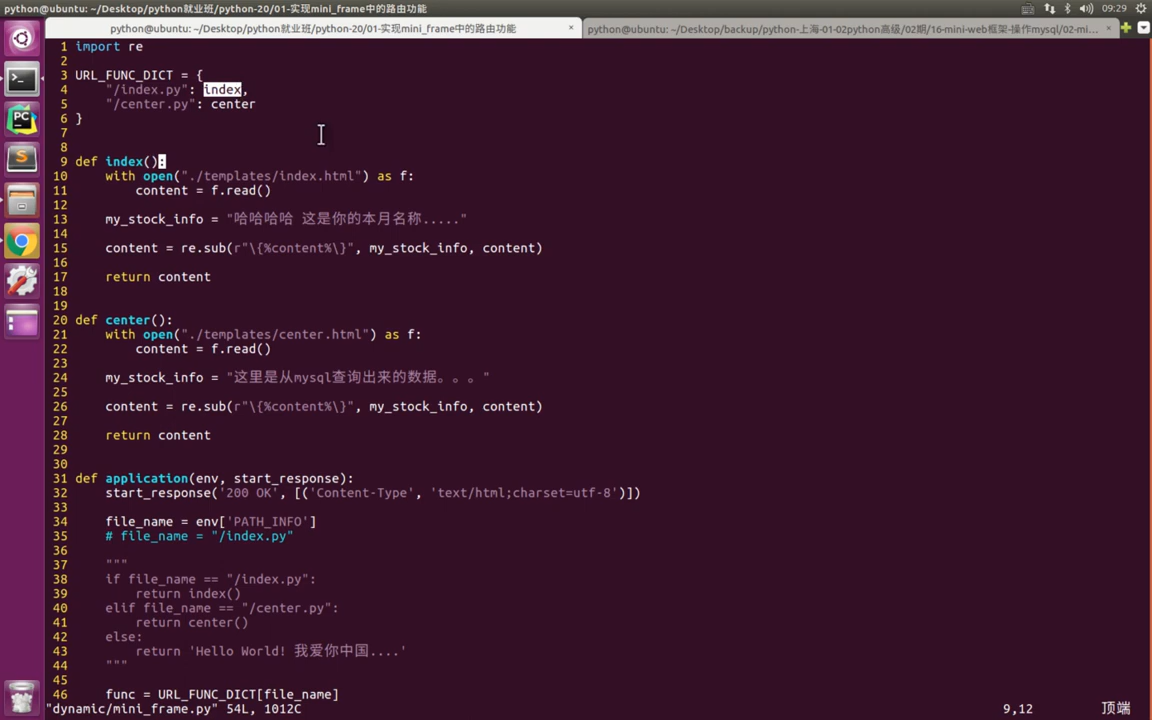 python@ubuntu: ~/Desktop/python就业班/python-20/01-实现mini_frame中的路由功能
09:29
python@ubuntu: ~/Desktop/python就业班/python-20/01-实现mini_frame中的路由功能 ×
python@ubuntu: ~/Desktop/backup/python-上海-01-02python高级/02期/16-mini-web框架-操作mysql/02-mi... ×
1 import re
2
3 URL_FUNC_DICT = {
4     "/index.py": index,
5     "/center.py": center
6 }
7
8
9 def index():
10     with open("./templates/index.html") as f:
11         content = f.read()
12
13     my_stock_info = "哈哈哈哈 这是你的本月名称....."
14
15     content = re.sub(r"\{%content%\}", my_stock_info, content)
16
17     return content
18
19
20 def center():
21     with open("./templates/center.html") as f:
22         content = f.read()
23
24     my_stock_info = "这里是从mysql查询出来的数据。。。"
25
26     content = re.sub(r"\{%content%\}", my_stock_info, content)
27
28     return content
29
30
31 def application(env, start_response):
32     start_response('200 OK', [('Content-Type', 'text/html;charset=utf-8')])
33
34     file_name = env['PATH_INFO']
35     # file_name = "/index.py"
36
37     """
38     if file_name == "/index.py":
39         return index()
40     elif file_name == "/center.py":
41         return center()
42     else:
43         return 'Hello World! 我爱你中国....'
44     """
45
46     func = URL_FUNC_DICT[file_name]
"dynamic/mini_frame.py" 54L, 1012C 9,12 顶端
PC
S